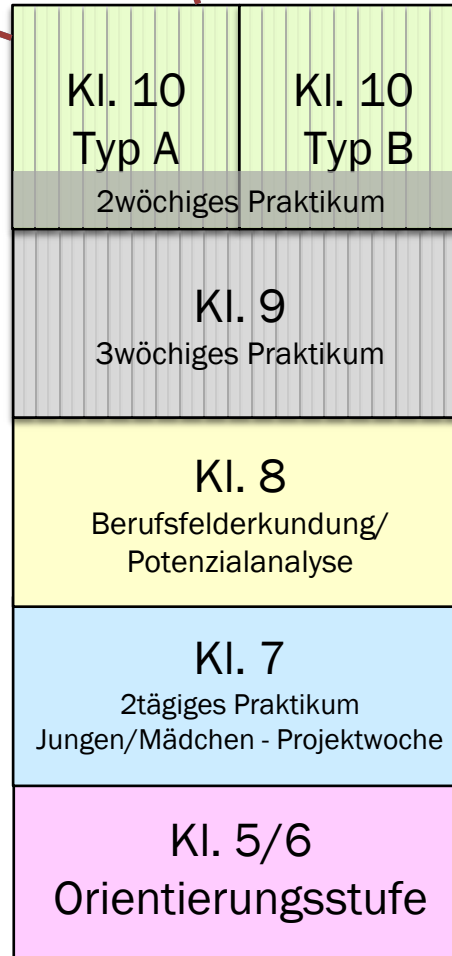 Kl. 10
Typ A
Kl. 10
Typ B
2wöchiges Praktikum
Kl. 9
3wöchiges Praktikum
Kl. 8
Berufsfelderkundung/
Potenzialanalyse
Kl. 7
2tägiges Praktikum
Jungen/Mädchen - Projektwoche
Kl. 5/6
Orientierungsstufe